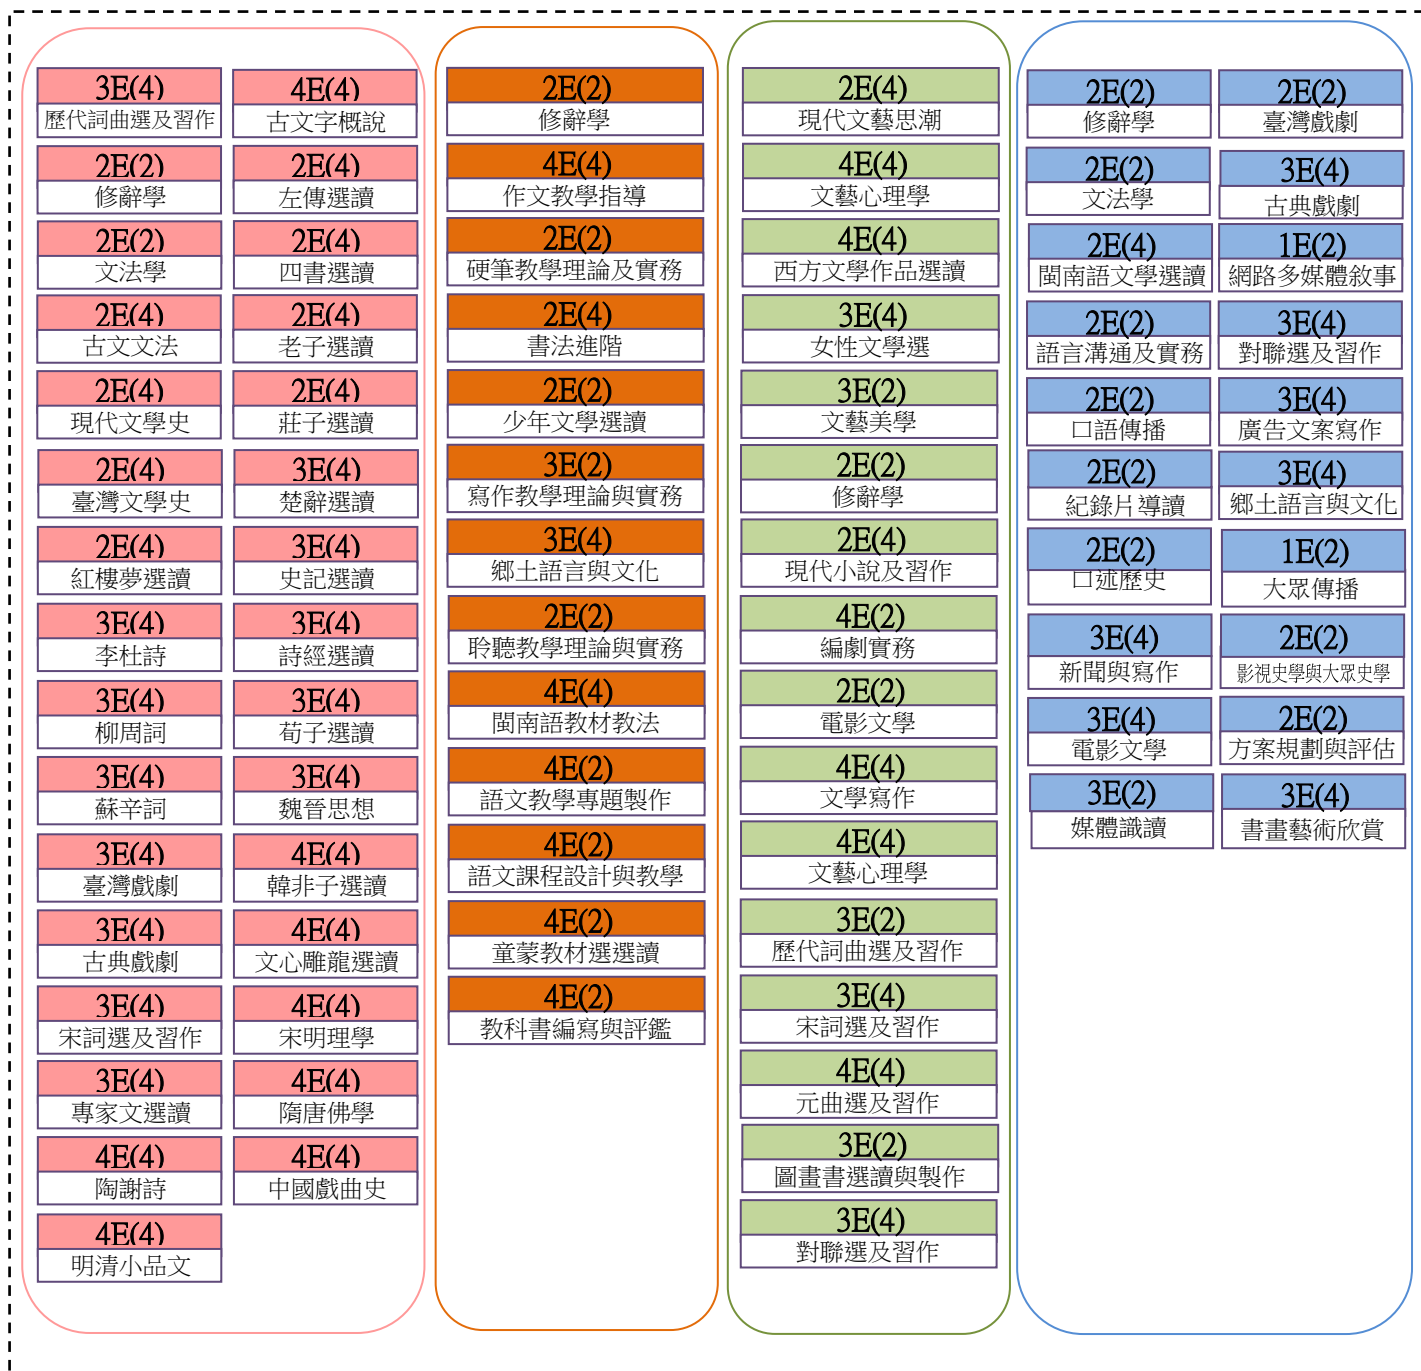 3E(4)
歷代詞曲選及習作
2E(2)
修辭學
2E(2)
文法學
2E(4)
古文文法
2E(4)
現代文學史
2E(4)
臺灣文學史
2E(4)
紅樓夢選讀
3E(4)
李杜詩
3E(4)
柳周詞
3E(4)
蘇辛詞
3E(4)
臺灣戲劇
3E(4)
古典戲劇
3E(4)
宋詞選及習作
3E(4)
專家文選讀
4E(4)
陶謝詩
4E(4)
明清小品文
4E(4)
古文字概說
2E(4)
左傳選讀
2E(4)
四書選讀
2E(4)
老子選讀
2E(4)
莊子選讀
3E(4)
楚辭選讀
3E(4)
史記選讀
3E(4)
詩經選讀
3E(4)
荀子選讀
3E(4)
魏晉思想
4E(4)
韓非子選讀
4E(4)
文心雕龍選讀
4E(4)
宋明理學
4E(4)
隋唐佛學
4E(4)
中國戲曲史
2E(2)
修辭學
4E(4)
作文教學指導
2E(2)
硬筆教學理論及實務
2E(4)
書法進階
2E(2)
少年文學選讀
3E(2)
寫作教學理論與實務
3E(4)
鄉土語言與文化
2E(2)
聆聽教學理論與實務
4E(4)
閩南語教材教法
4E(2)
語文教學專題製作
4E(2)
語文課程設計與教學
4E(2)
童蒙教材選選讀
4E(2)
教科書編寫與評鑑
2E(4)
現代文藝思潮
4E(4)
文藝心理學
4E(4)
西方文學作品選讀
3E(4)
女性文學選
3E(2)
文藝美學
2E(2)
修辭學
2E(4)
現代小說及習作
4E(2)
編劇實務
2E(2)
電影文學
4E(4)
文學寫作
4E(4)
文藝心理學
3E(2)
歷代詞曲選及習作
3E(4)
宋詞選及習作
4E(4)
元曲選及習作
3E(2)
圖畫書選讀與製作
3E(4)
對聯選及習作
2E(2)
修辭學
2E(2)
文法學
2E(4)
閩南語文學選讀
2E(2)
語言溝通及實務
2E(2)
口語傳播
2E(2)
紀錄片導讀
2E(2)
口述歷史
3E(4)
新聞與寫作
3E(4)
電影文學
3E(2)
媒體識讀
2E(2)
臺灣戲劇
3E(4)
古典戲劇
1E(2)
網路多媒體敘事
3E(4)
對聯選及習作
3E(4)
廣告文案寫作
3E(4)
鄉土語言與文化
1E(2)
大眾傳播
2E(2)
影視史學與大眾史學
2E(2)
方案規劃與評估
3E(4)
書畫藝術欣賞